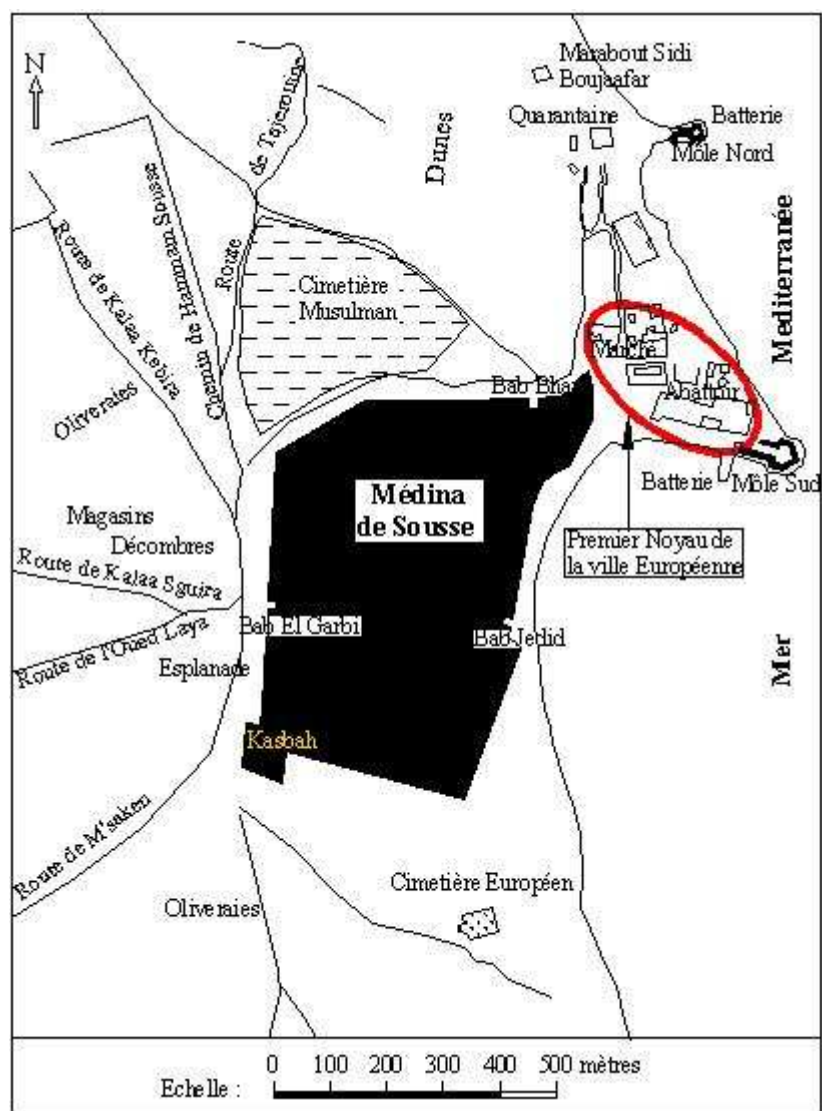 N
Marabout Sidi
Boujaafar
Quarantaine
Batterie
Môle Nord
Dunes
Route
de Tajerouine
Chemin de Hammam Sousse
Route de Kalaa Kebira
Cimetière
Musulman
Mediterranée
Oliveraies
Marché
Abattoir
Bab Bhar
Médina
de Sousse
Batterie
Môle Sud
Magasins
Décombres
Premier Noyau de
la ville Européenne
Route de Kalaa Sguira
Bab El Garbi
Bab Jedid
Route de l'Oued Laya
Esplanade
Mer
Kasbah
Route de M'saken
Cimetière Européen
Oliveraies
0 100 200 300 400 500 mètres
Echelle :